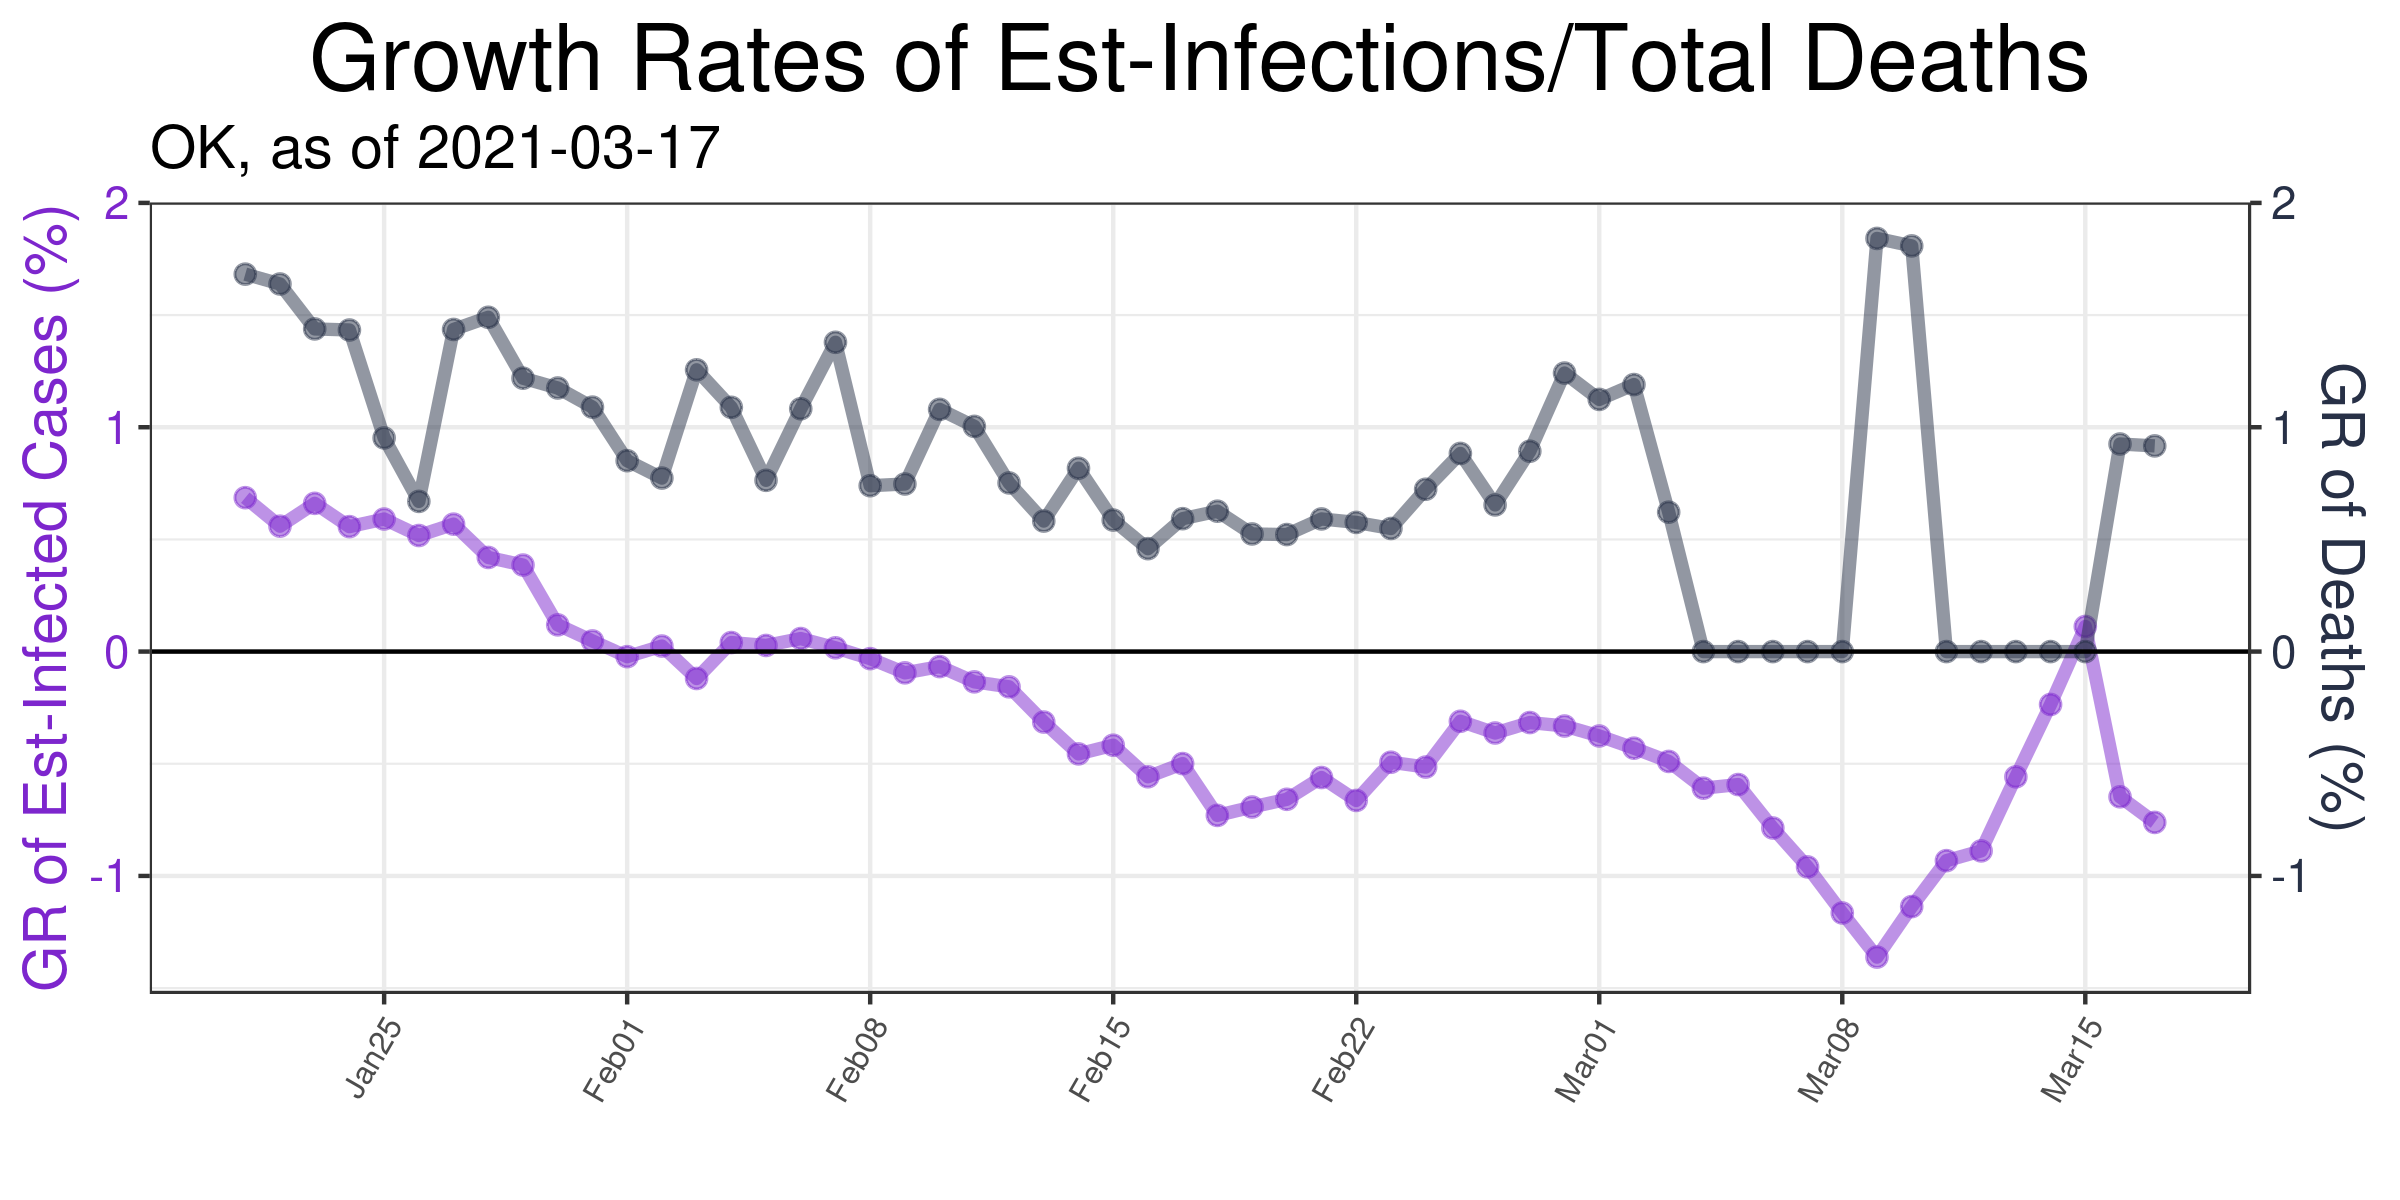 Growth Rates of Est-Infections/Total Deaths
OK, as of 2021-03-17
GR of Est-Infected Cases (%)
2
1
0
-1
2
1
0
-1
GR of Deaths (%)
Jan25
Feb01
Feb08
Feb15
Feb22
Mar01
Mar08
Mar15